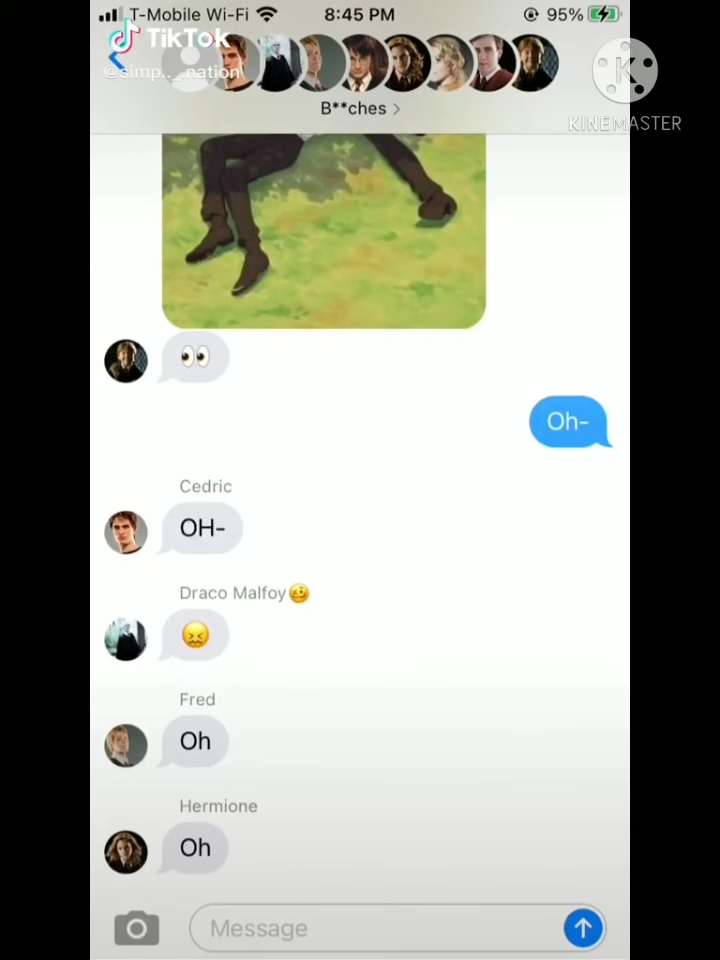 T-Mobile Wi-Fi 8:45 PM 95%
TikTok
@simp.._nation
K
KINEMASTER
B**ches >
👀
Oh-
Cedric
OH-
Draco Malfoy🥴
😖
Fred
Oh
Hermione
Oh
Message